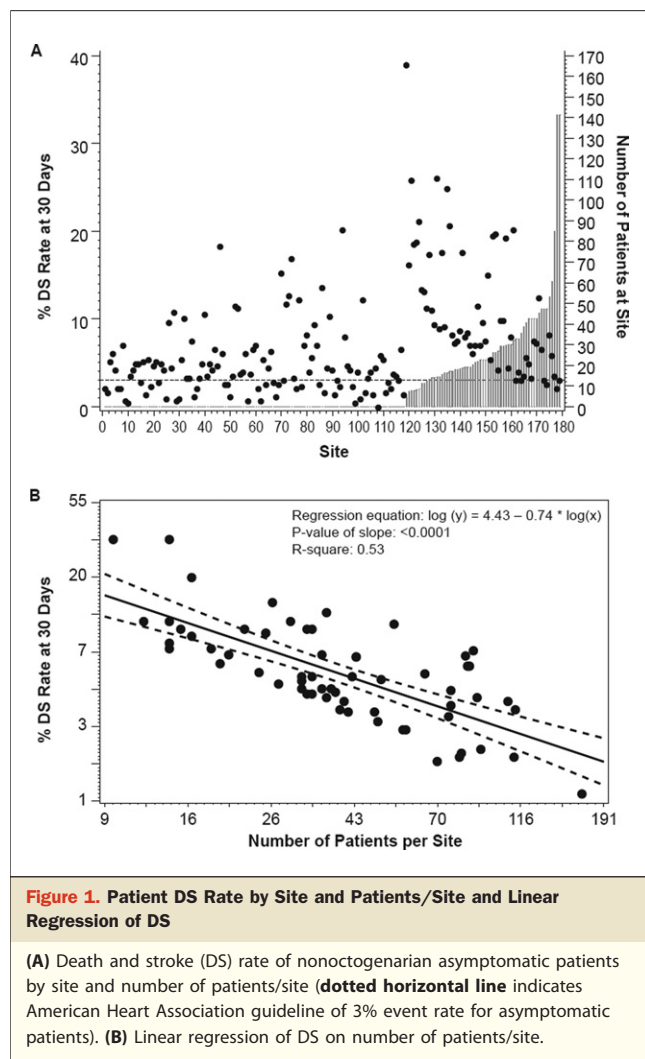 A
40
30
20
10
0
% DS Rate at 30 Days
170
160
150
140
130
120
110
100
90
80
70
60
50
40
30
20
10
0
Number of Patients at Site
0 10 20 30 40 50 60 70 80 90 100 110 120 130 140 150 160 170 180
Site
B
55
20
7
3
1
% DS Rate at 30 Days
Regression equation: log (y) = 4.43 – 0.74 * log(x)
P-value of slope: <0.0001
R-square: 0.53
9 16 26 43 70 116 191
Number of Patients per Site
Figure 1. Patient DS Rate by Site and Patients/Site and Linear
Regression of DS
(A) Death and stroke (DS) rate of nonoctogenarian asymptomatic patients
by site and number of patients/site (dotted horizontal line indicates
American Heart Association guideline of 3% event rate for asymptomatic
patients). (B) Linear regression of DS on number of patients/site.